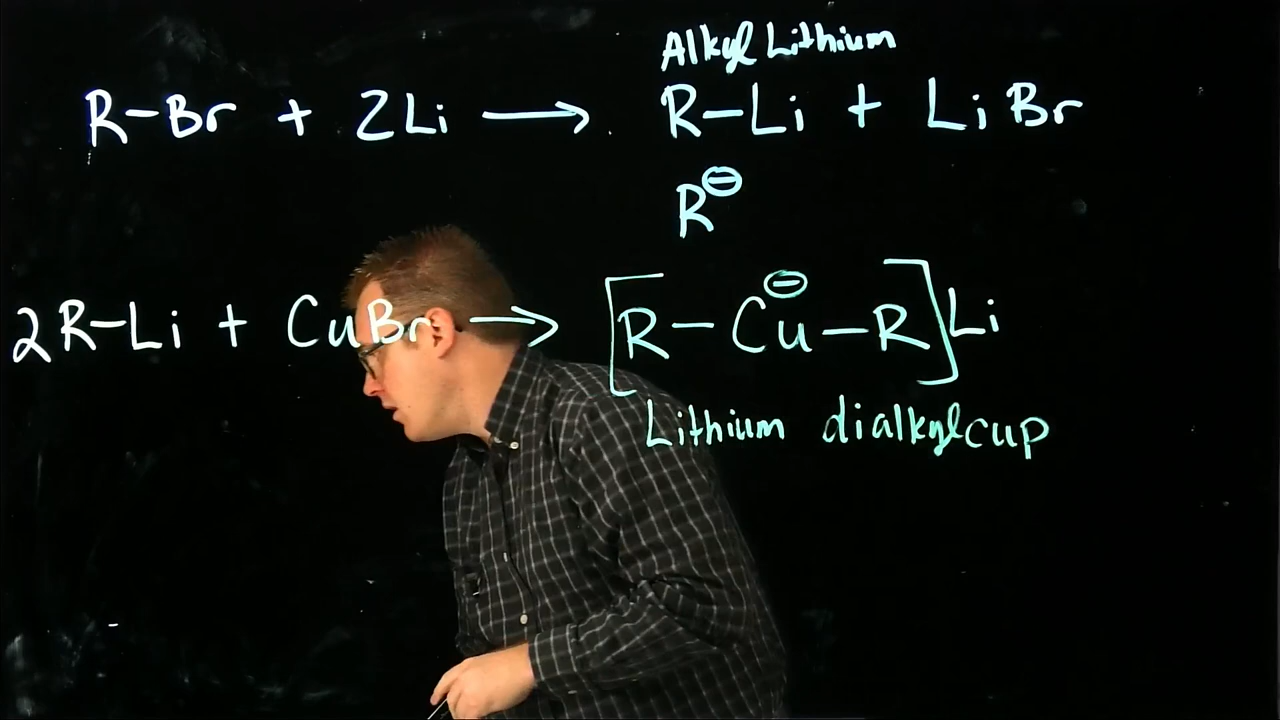 Alkyl Lithium
R-Br + 2Li → R-Li + LiBr
R⊖
2R-Li + CuBr → [R-Cu⊖-R]Li
Lithium dialkylcup